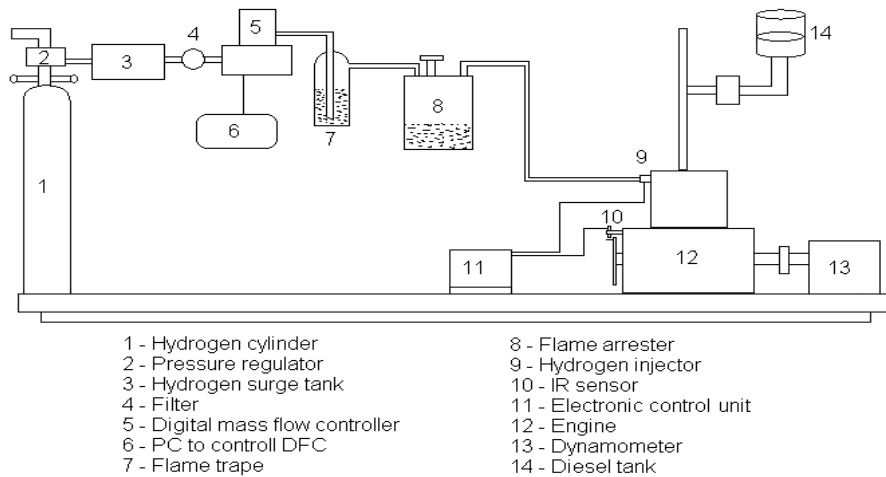 5
4
14
2
3
8
6
7
9
1
10
12
11
13
1 - Hydrogen cylinder
2 - Pressure regulator
3 - Hydrogen surge tank
4 - Filter
5 - Digital mass flow controller
6 - PC to controll DFC
7 - Flame trape
8 - Flame arrester
9 - Hydrogen injector
10 - IR sensor
11 - Electronic control unit
12 - Engine
13 - Dynamometer
14 - Diesel tank